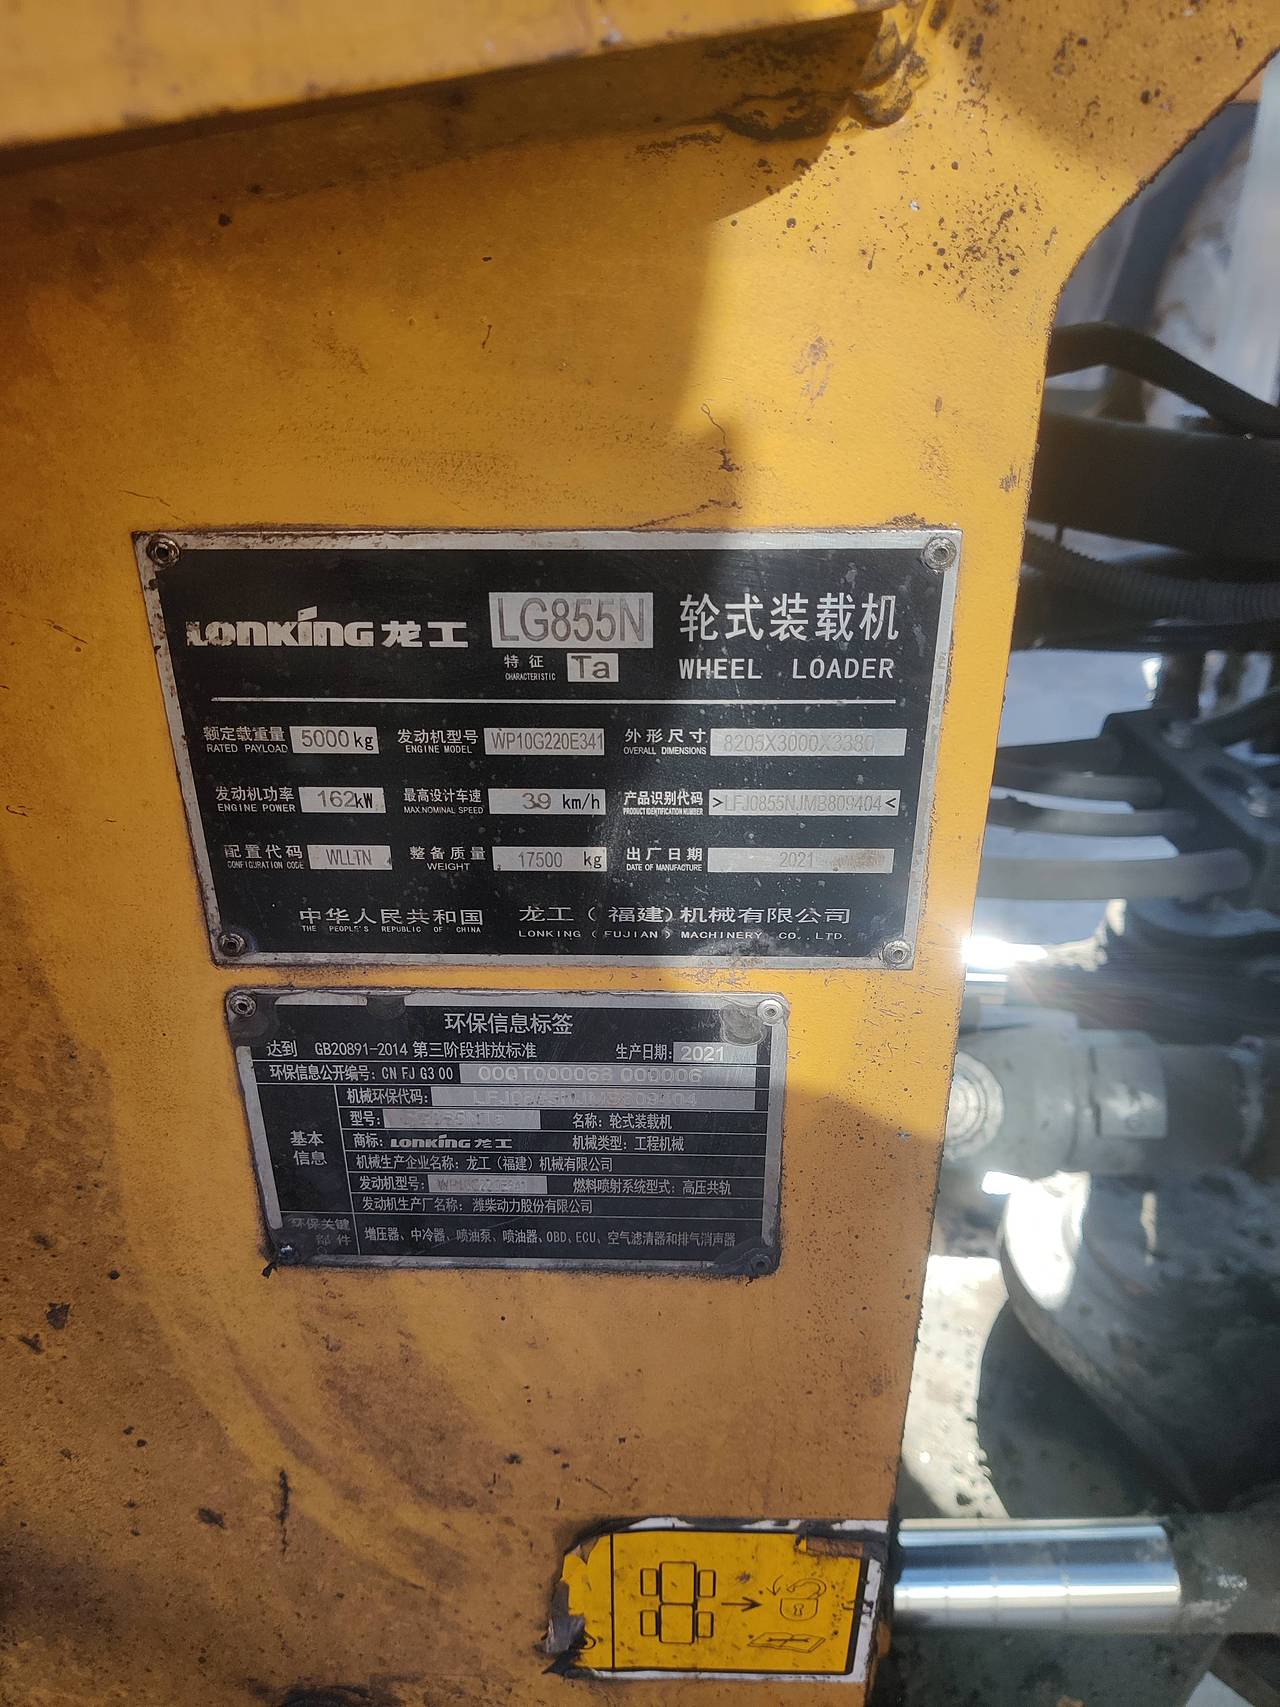 LONKING 龙工 LG855N 轮式装载机
特征 CHARACTERISTIC Ta WHEEL LOADER
额定载重量 RATED PAYLOAD 5000kg 发动机型号 ENGINE MODEL WP10G220E341 外形尺寸 OVERALL DIMENSIONS 8205X3000X3380
发动机功率 ENGINE POWER 162kW 最高设计车速 MAX.NOMINAL SPEED 39 km/h 产品识别代码 PRODUCT IDENTIFICATION NUMBER >LFJ0855NJMB809404<
配置代码 CONFIGURATION CODE WLLTN 整备质量 WEIGHT 17500 kg 出厂日期 DATE OF MANUFACTURE 2021
中华人民共和国 龙工(福建)机械有限公司
THE PEOPLE'S REPUBLIC OF CHINA LONKING (FUJIAN) MACHINERY CO.,LTD.
环保信息标签
达到 GB20891-2014 第三阶段排放标准 生产日期: 2021
环保信息公开编号: CN FJ G3 00 00QT000068 000006
机械环保代码: LFJ0855NJMB809404
型号: 名称: 轮式装载机
基本信息
商标: LONKING 龙工 机械类型: 工程机械
机械生产企业名称: 龙工(福建)机械有限公司
发动机型号: 燃料喷射系统型式: 高压共轨
发动机生产厂名称: 潍柴动力股份有限公司
环保关键部件 增压器、中冷器、喷油泵、喷油器、OBD、ECU、空气滤清器和排气消声器